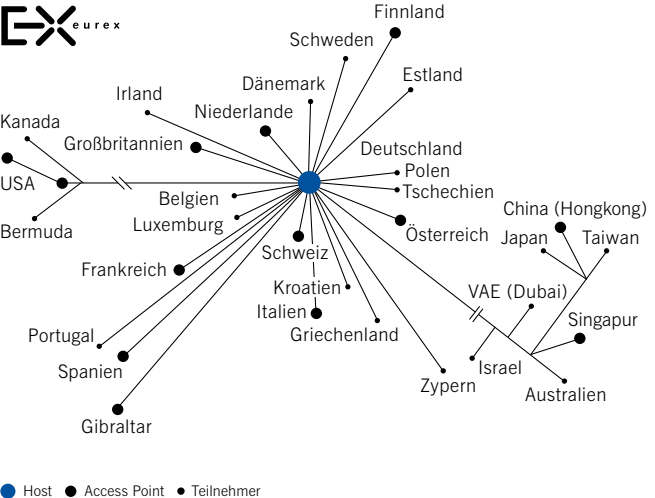 eurex
Finnland
Schweden
Estland
Dänemark
Irland
Niederlande
Kanada
Großbritannien
Deutschland
Polen
USA
Tschechien
Belgien
China (Hongkong)
Luxemburg
Bermuda
Österreich
Japan
Taiwan
Schweiz
Frankreich
Kroatien
VAE (Dubai)
Italien
Singapur
Griechenland
Portugal
Spanien
Israel
Zypern
Australien
Gibraltar
Host Access Point Teilnehmer